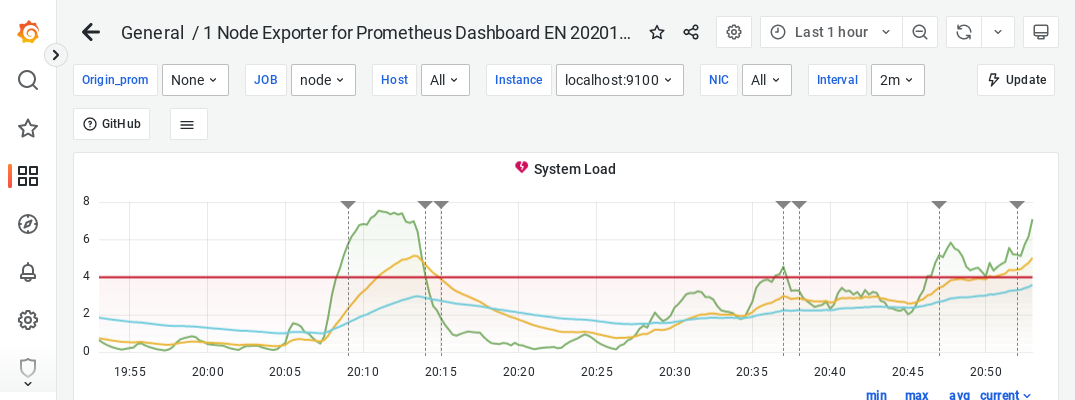 General / 1 Node Exporter for Prometheus Dashboard EN 20201...
Last 1 hour
Origin_prom None JOB node Host All Instance localhost:9100 NIC All Interval 2m Update
GitHub
System Load
8
6
4
2
0
19:55 20:00 20:05 20:10 20:15 20:20 20:25 20:30 20:35 20:40 20:45 20:50
min max avg current